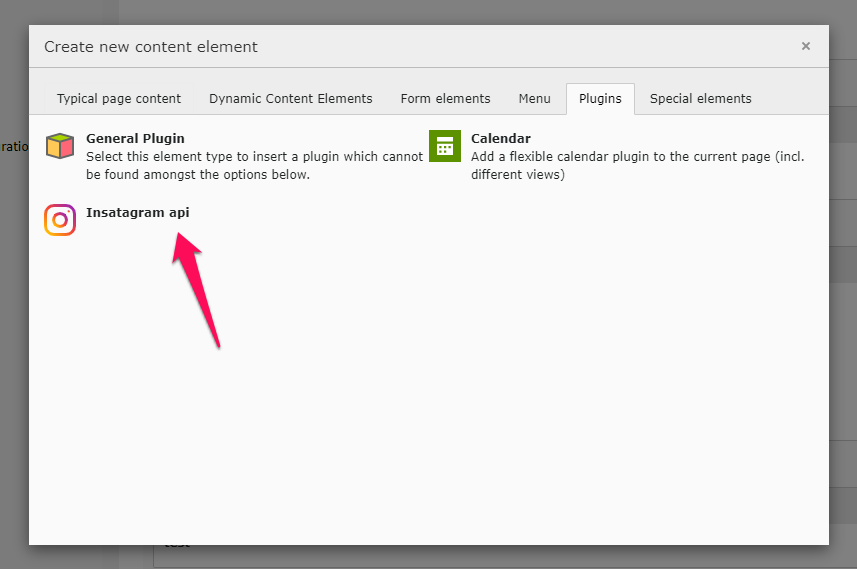 Create new content element
×
Typical page content Dynamic Content Elements Form elements Menu Plugins Special elements
General Plugin
Select this element type to insert a plugin which cannot
be found amongst the options below.
Calendar
Add a flexible calendar plugin to the current page (incl.
different views)
ratio
Insatagram api
test